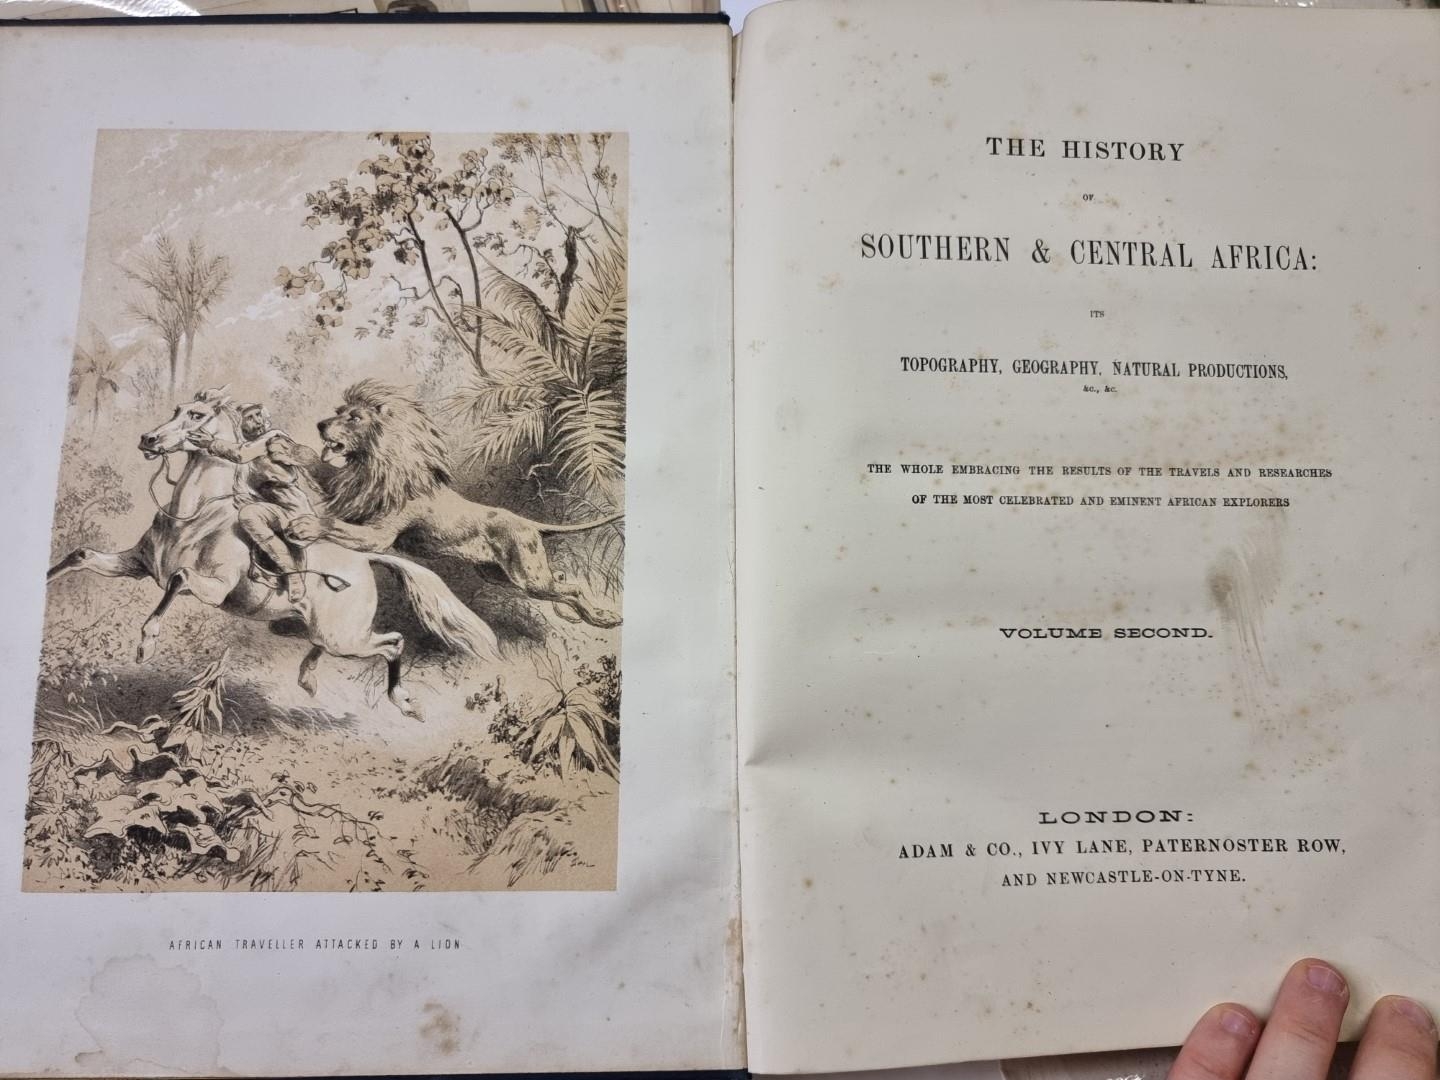 AFRICAN TRAVELLER ATTACKED BY A LION
THE HISTORY
OF
SOUTHERN & CENTRAL AFRICA:
ITS
TOPOGRAPHY, GEOGRAPHY, NATURAL PRODUCTIONS,
&c., &c.
THE WHOLE EMBRACING THE RESULTS OF THE TRAVELS AND RESEARCHES
OF THE MOST CELEBRATED AND EMINENT AFRICAN EXPLORERS
VOLUME SECOND.
LONDON:
ADAM & CO., IVY LANE, PATERNOSTER ROW,
AND NEWCASTLE-ON-TYNE.